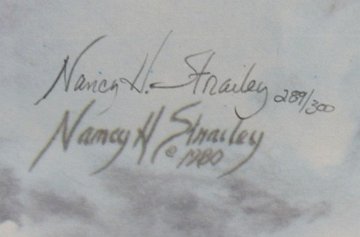 Nancy H. Strailey 289/300
Nancy H Strailey
© 1980